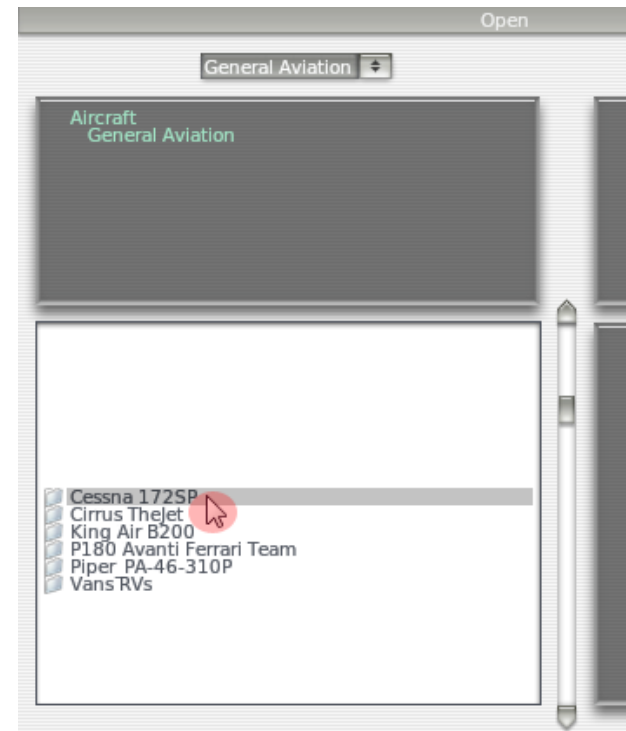 Open
General Aviation
Aircraft
General Aviation
Cessna 172SP
Cirrus TheJet
King Air B200
P180 Avanti Ferrari Team
Piper PA-46-310P
Vans RVs